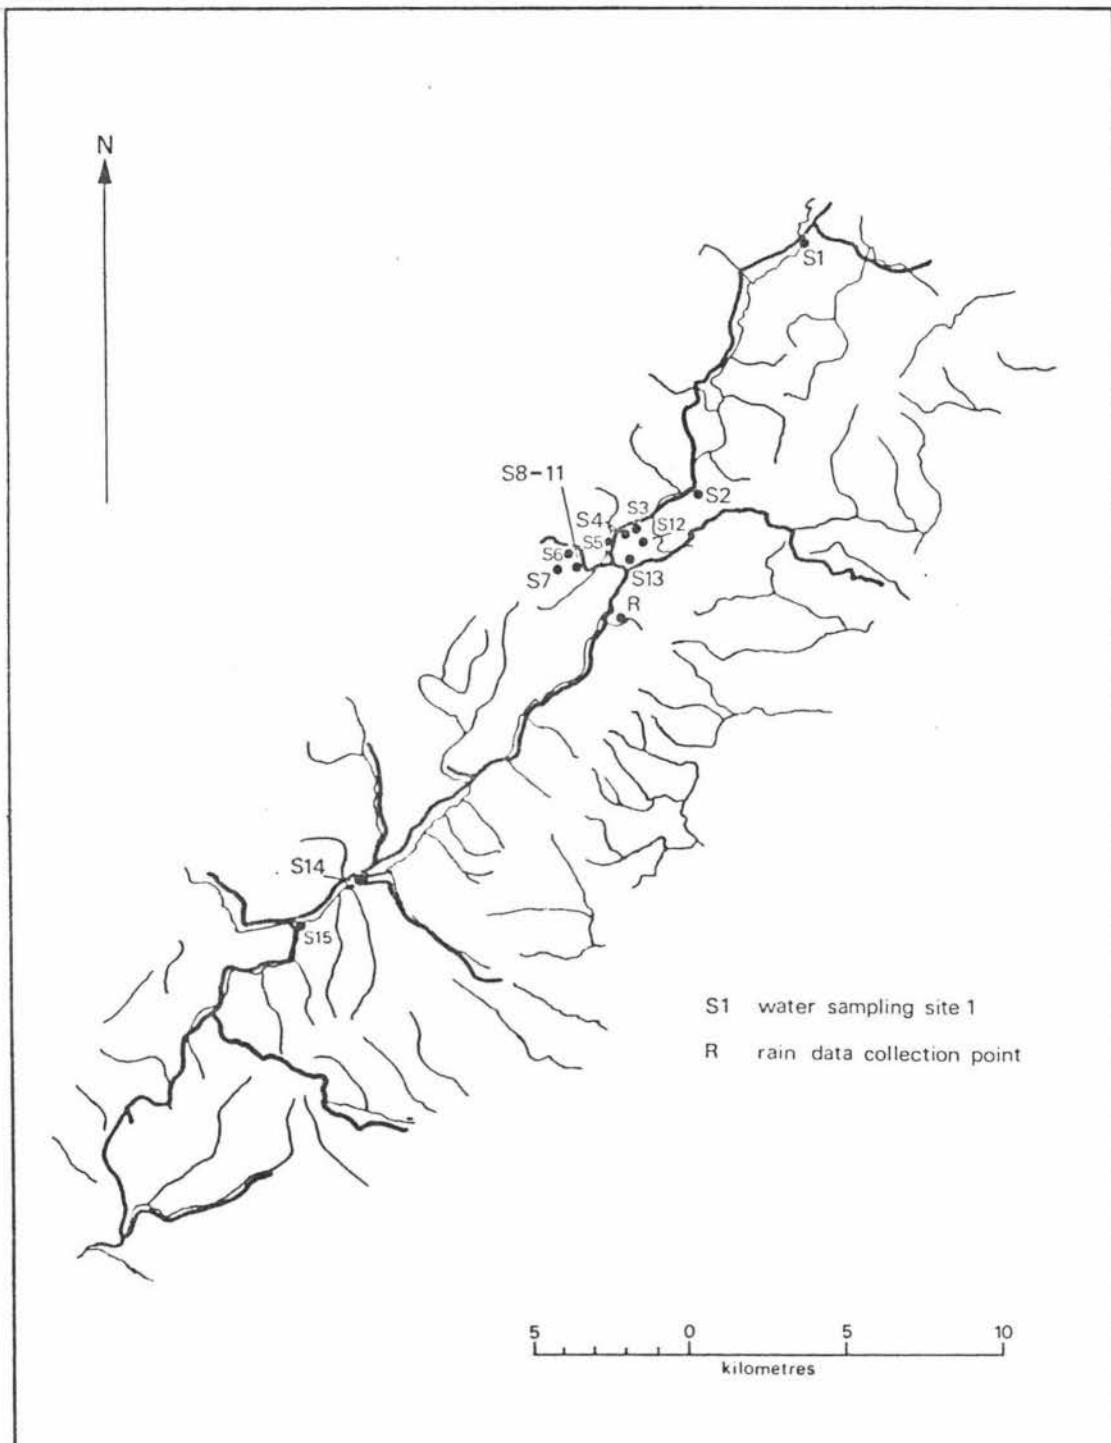 N
S1
S8-11
S2
S3
S4
S12
S5
S6
S7
S13
R
S14
S15
S1 water sampling site 1
R rain data collection point
5 0 5 10
kilometres